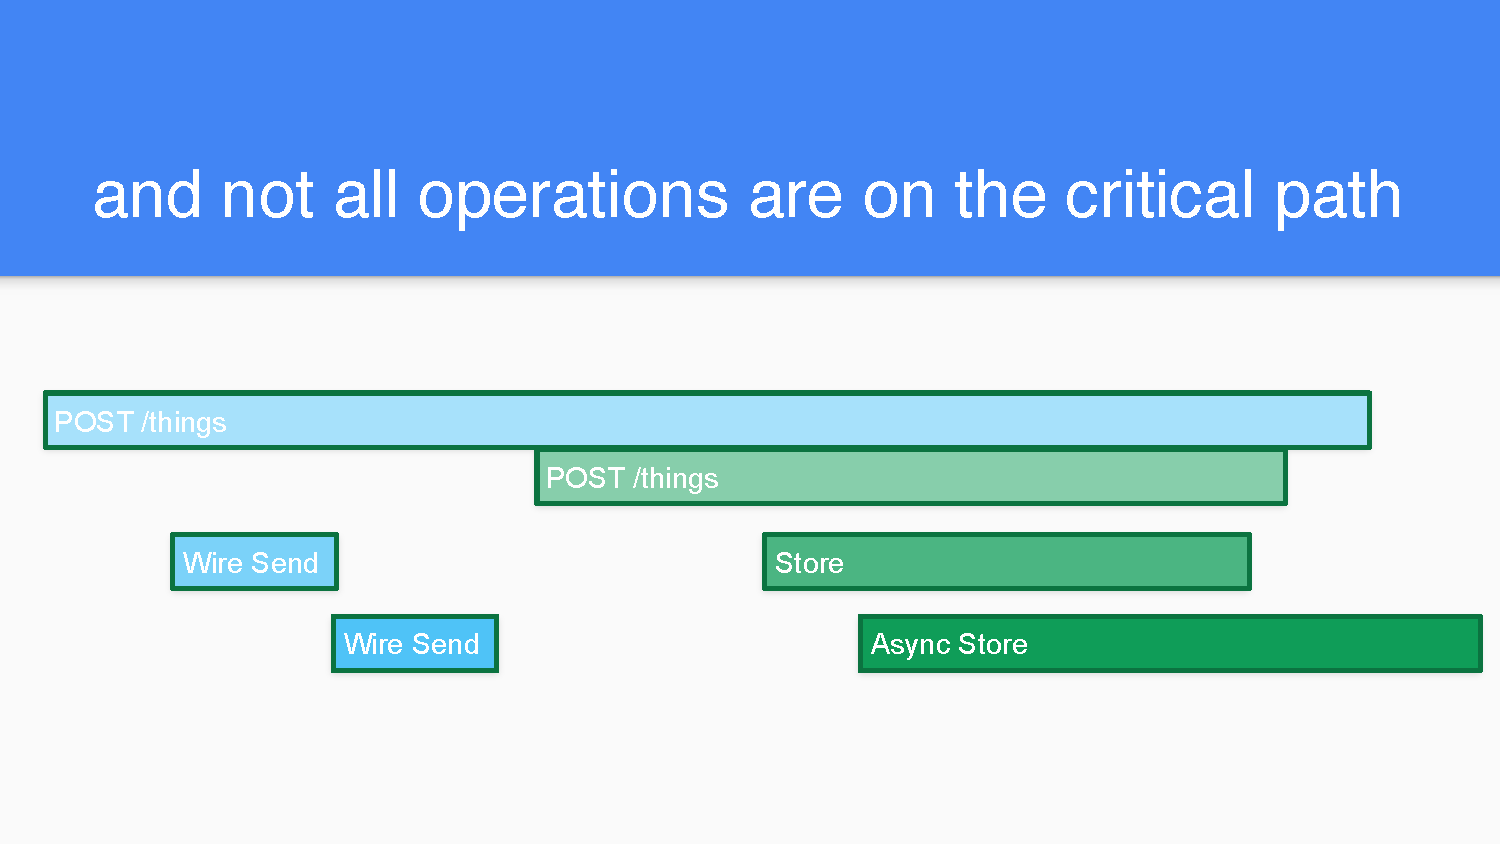 and not all operations are on the critical path
POST /things
POST /things
Wire Send
Store
Wire Send
Async Store